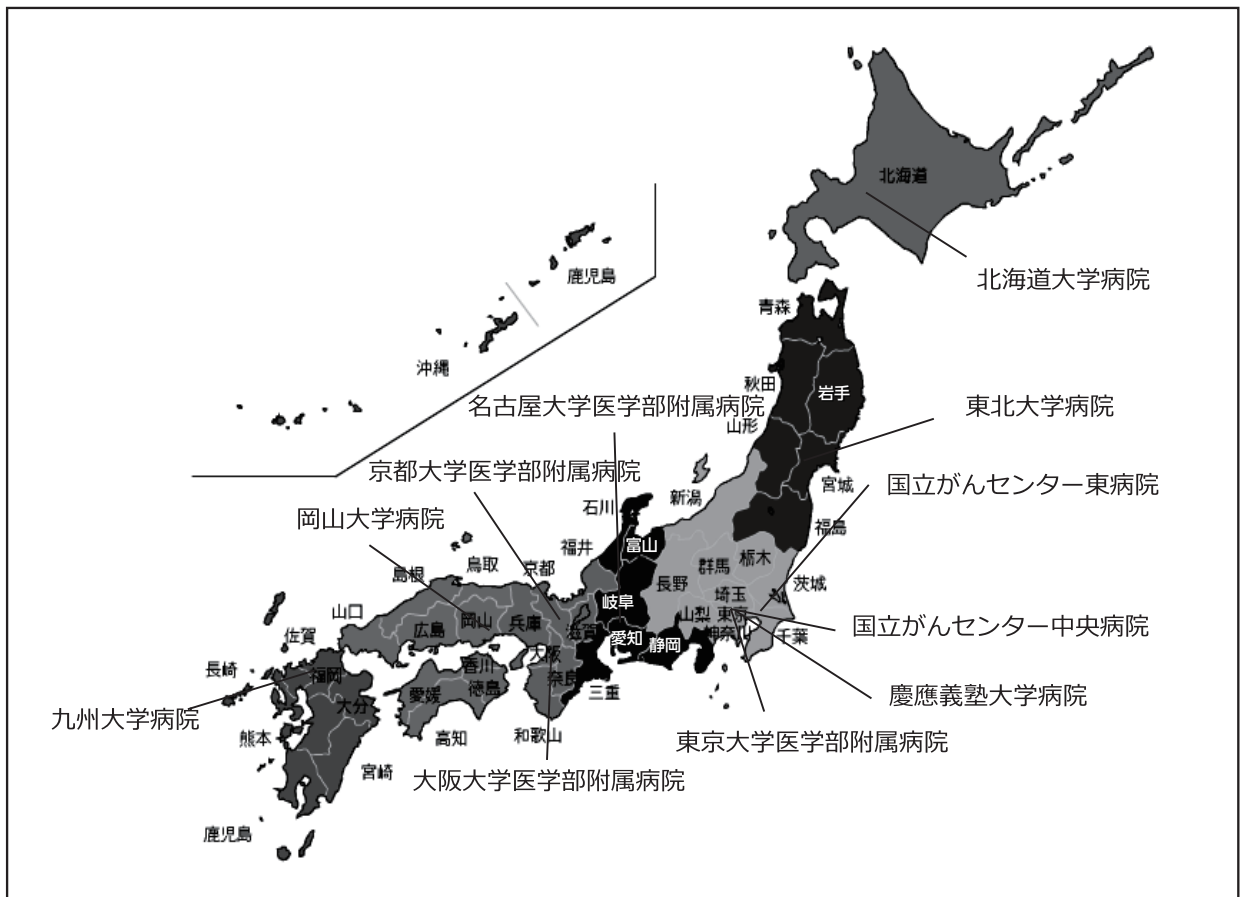 北海道
北海道大学病院
鹿児島
青森
沖縄
秋田
岩手
名古屋大学医学部附属病院
東北大学病院
山形
京都大学医学部附属病院
宮城
国立がんセンター東病院
新潟
石川
岡山大学病院
福島
富山
福井
栃木
群馬
鳥取
京都
島根
長野
茨城
埼玉
岐阜
山口
山梨
東京
岡山
兵庫
広島
滋賀
神奈川
国立がんセンター中央病院
佐賀
愛知
千葉
静岡
大阪
香川
長崎
福岡
奈良
徳島
愛媛
三重
慶應義塾大学病院
大分
九州大学病院
熊本
高知
和歌山
東京大学医学部附属病院
宮崎
大阪大学医学部附属病院
鹿児島